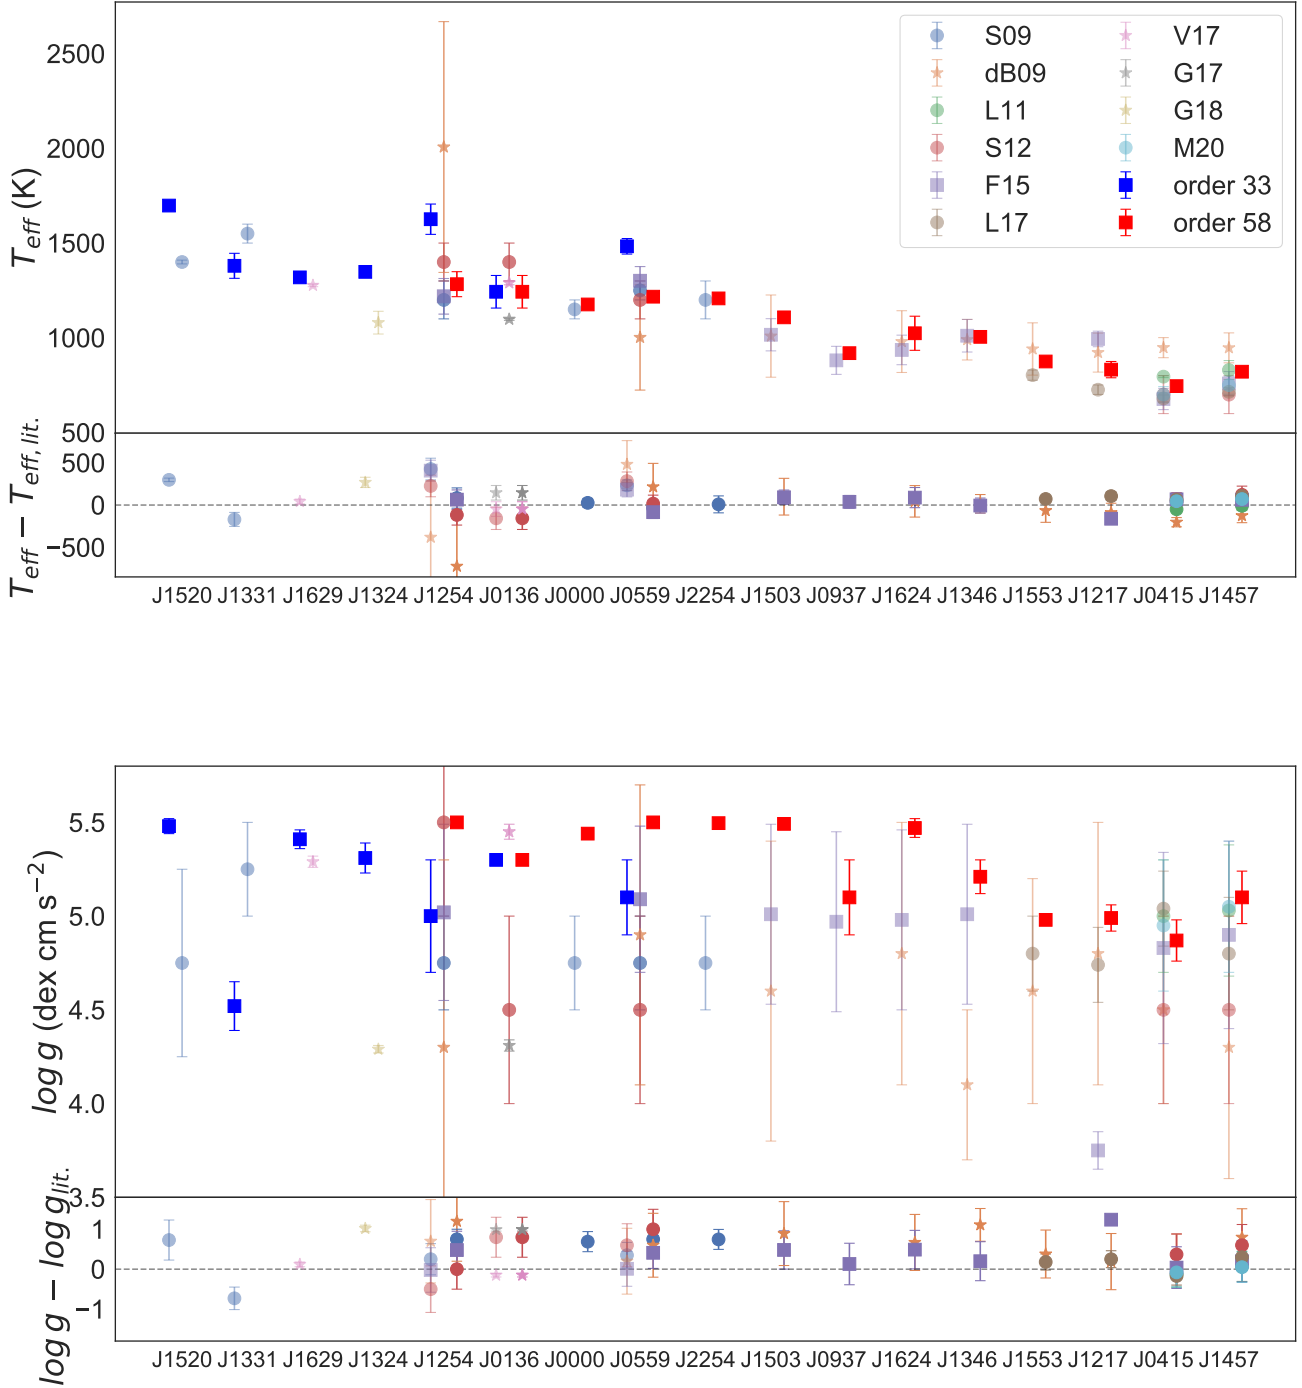 2500
2000
1500
1000
500
T_eff (K)
S09
dB09
L11
S12
F15
L17
V17
G17
G18
M20
order 33
order 58
500
0
−500
T_eff − T_eff, lit.
J1520 J1331 J1629 J1324 J1254 J0136 J0000 J0559 J2254 J1503 J0937 J1624 J1346 J1553 J1217 J0415 J1457
5.5
5.0
4.5
4.0
3.5
log g (dex cm s⁻²)
1
0
−1
log g − log g_lit.
J1520 J1331 J1629 J1324 J1254 J0136 J0000 J0559 J2254 J1503 J0937 J1624 J1346 J1553 J1217 J0415 J1457